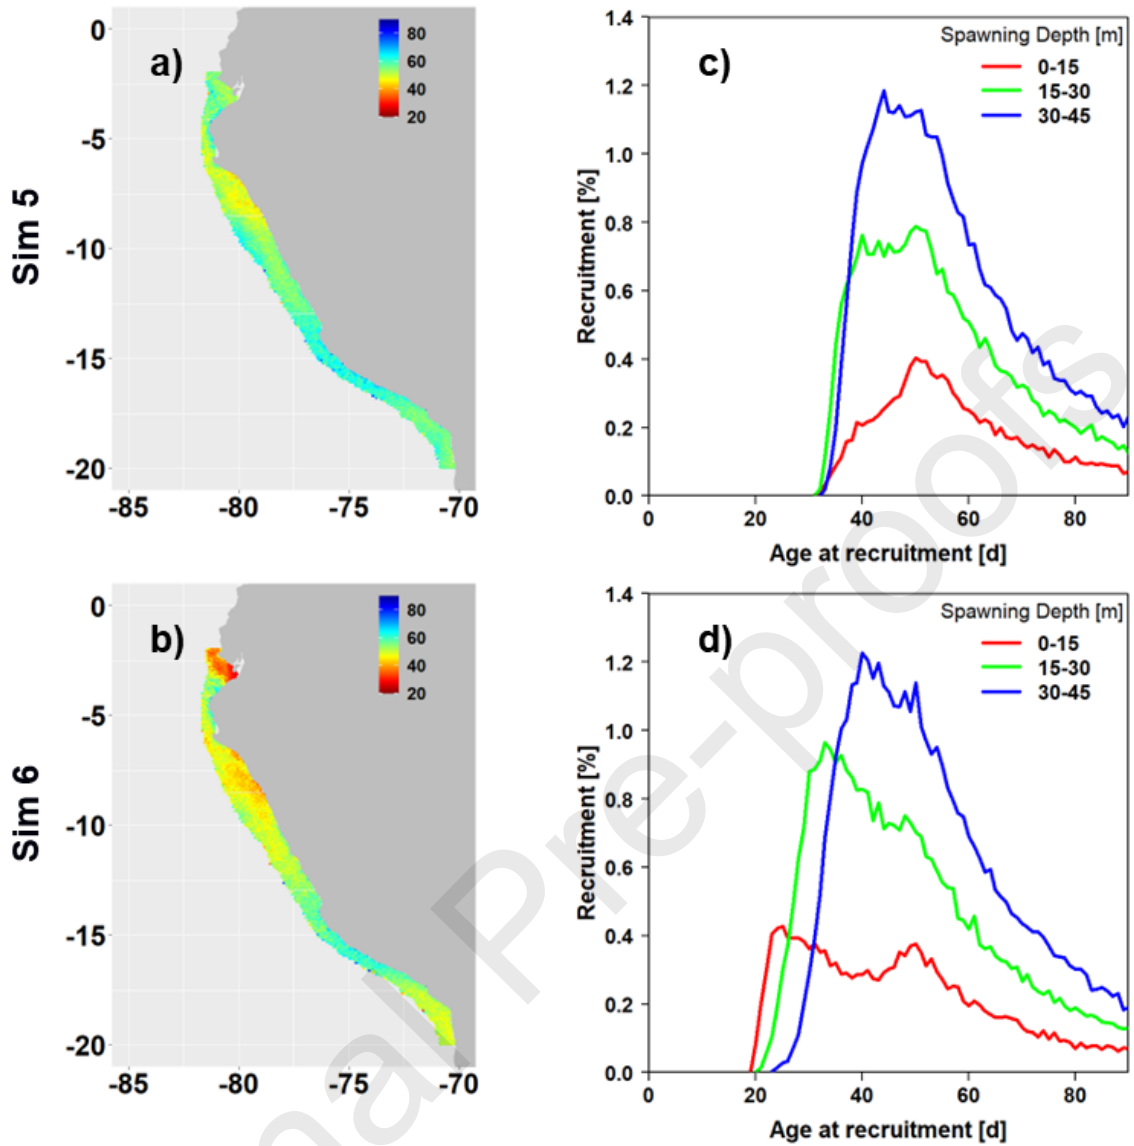 Sim 5
a)
0
-5
-10
-15
-20
-85 -80 -75 -70
80
60
40
20
c)
Recruitment [%]
1.4
1.2
1.0
0.8
0.6
0.4
0.2
0.0
0 20 40 60 80
Age at recruitment [d]
Spawning Depth [m]
0-15
15-30
30-45
Sim 6
b)
0
-5
-10
-15
-20
-85 -80 -75 -70
80
60
40
20
d)
Recruitment [%]
1.4
1.2
1.0
0.8
0.6
0.4
0.2
0.0
0 20 40 60 80
Age at recruitment [d]
Spawning Depth [m]
0-15
15-30
30-45
nal Pre-proofs